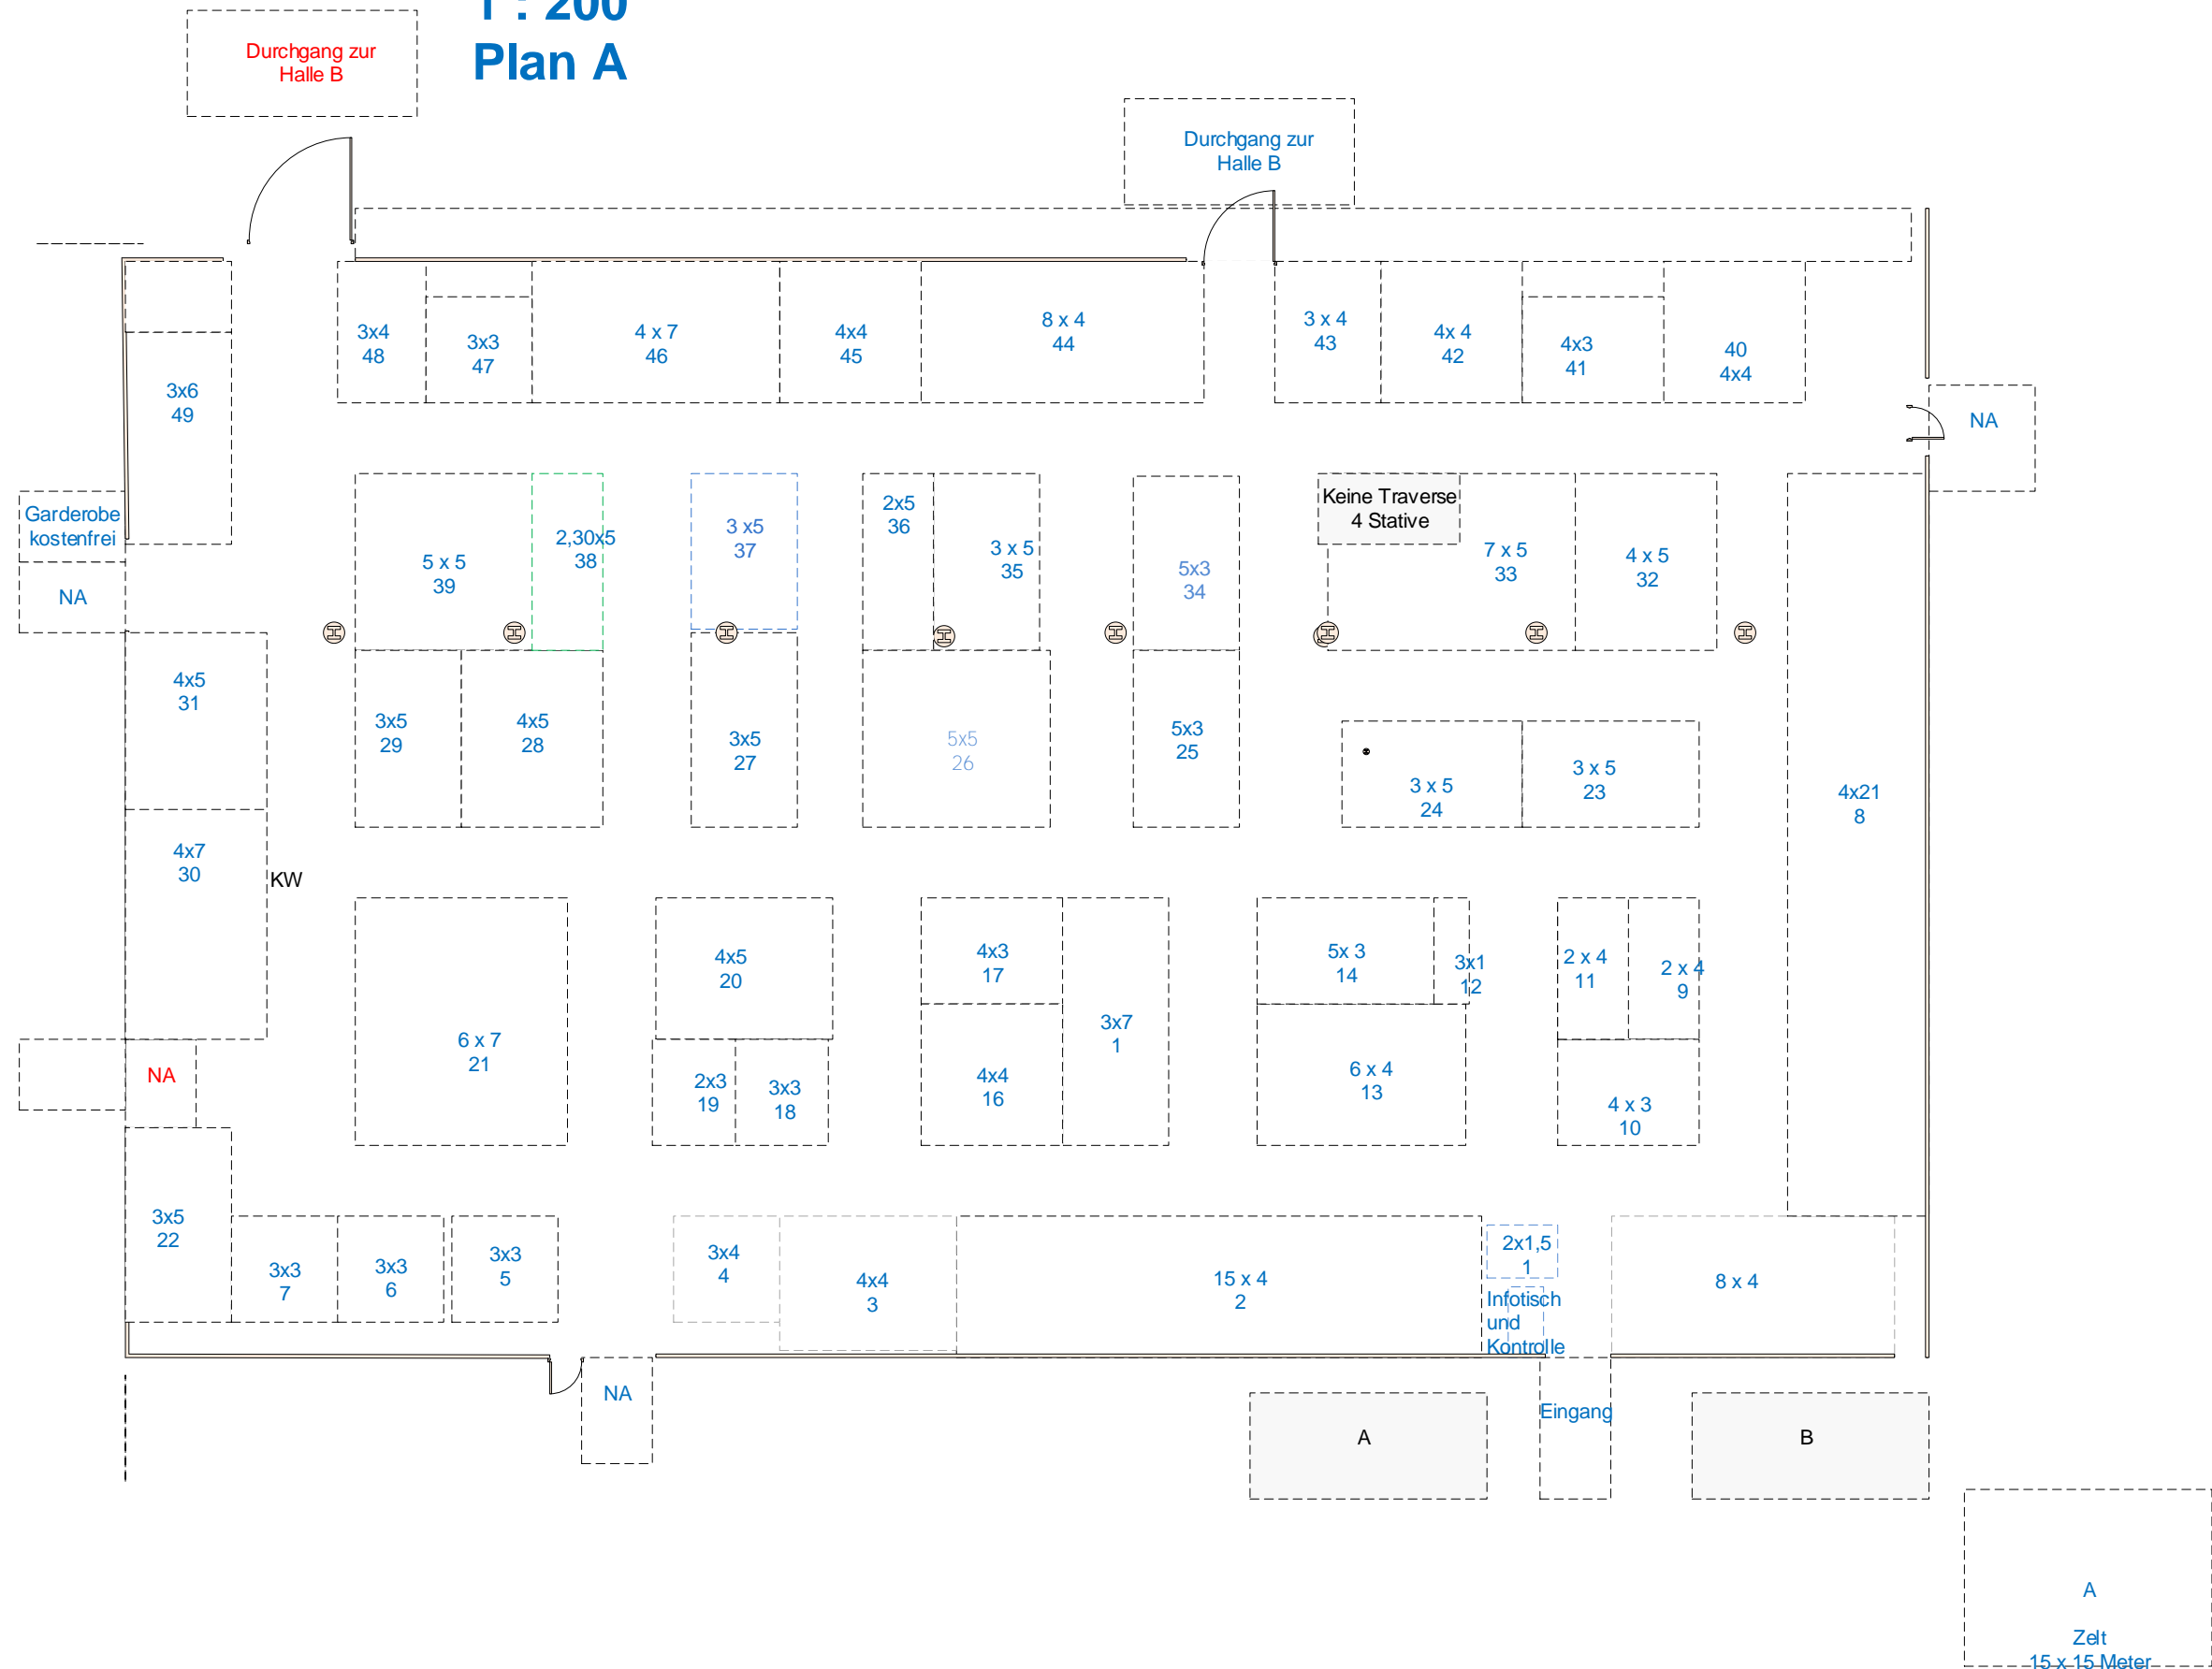 1 : 200
Plan A
Durchgang zur
Halle B
Durchgang zur
Halle B
3x4
48
3x3
47
4 x 7
46
4x4
45
8 x 4
44
3 x 4
43
4x 4
42
4x3
41
40
4x4
3x6
49
NA
Garderobe
kostenfrei
NA
5 x 5
39
2,30x5
38
3 x5
37
2x5
36
3 x 5
35
5x3
34
Keine Traverse
4 Stative
7 x 5
33
4 x 5
32
4x5
31
3x5
29
4x5
28
3x5
27
5x5
26
5x3
25
3 x 5
24
3 x 5
23
4x21
8
4x7
30
KW
6 x 7
21
4x5
20
2x3
19
3x3
18
4x3
17
4x4
16
3x7
1
5x 3
14
3x1
12
6 x 4
13
2 x 4
11
2 x 4
9
4 x 3
10
NA
3x5
22
3x3
7
3x3
6
3x3
5
3x4
4
4x4
3
15 x 4
2
2x1,5
1
Infotisch
und
Kontrolle
8 x 4
NA
A
Eingang
B
A
Zelt
15 x 15 Meter